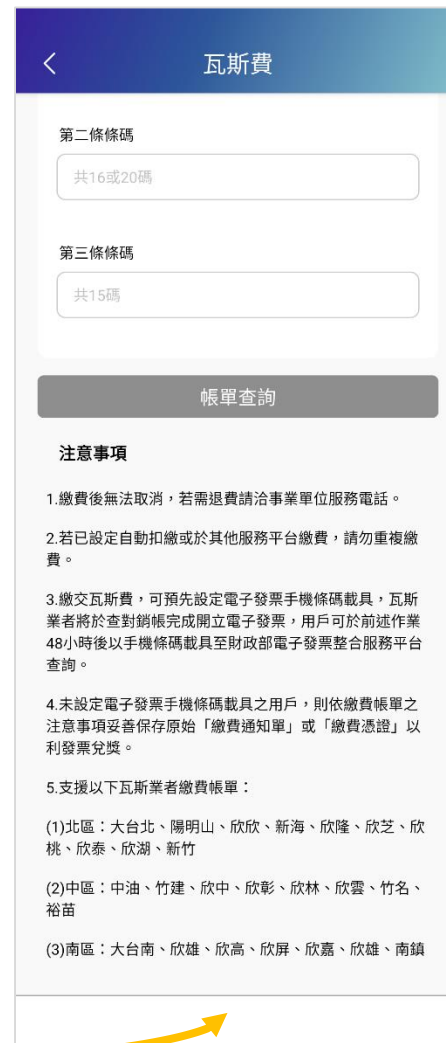 瓦斯費
第二條條碼
共16或20碼
第三條條碼
共15碼
帳單查詢
注意事項
1.繳費後無法取消，若需退費請洽事業單位服務電話。
2.若已設定自動扣繳或於其他服務平台繳費，請勿重複繳
費。
3.繳交瓦斯費，可預先設定電子發票手機條碼載具，瓦斯
業者將於查對銷帳完成開立電子發票，用戶可於前述作業
48小時後以手機條碼載具至財政部電子發票整合服務平台
查詢。
4.未設定電子發票手機條碼載具之用戶，則依繳費帳單之
注意事項妥善保存原始「繳費通知單」或「繳費憑證」以
利發票兌獎。
5.支援以下瓦斯業者繳費帳單：
(1)北區：大台北、陽明山、欣欣、新海、欣隆、欣芝、欣
桃、欣泰、欣湖、新竹
(2)中區：中油、竹建、欣中、欣彰、欣林、欣雲、竹名、
裕苗
(3)南區：大台南、欣雄、欣高、欣屏、欣嘉、欣雄、南鎮